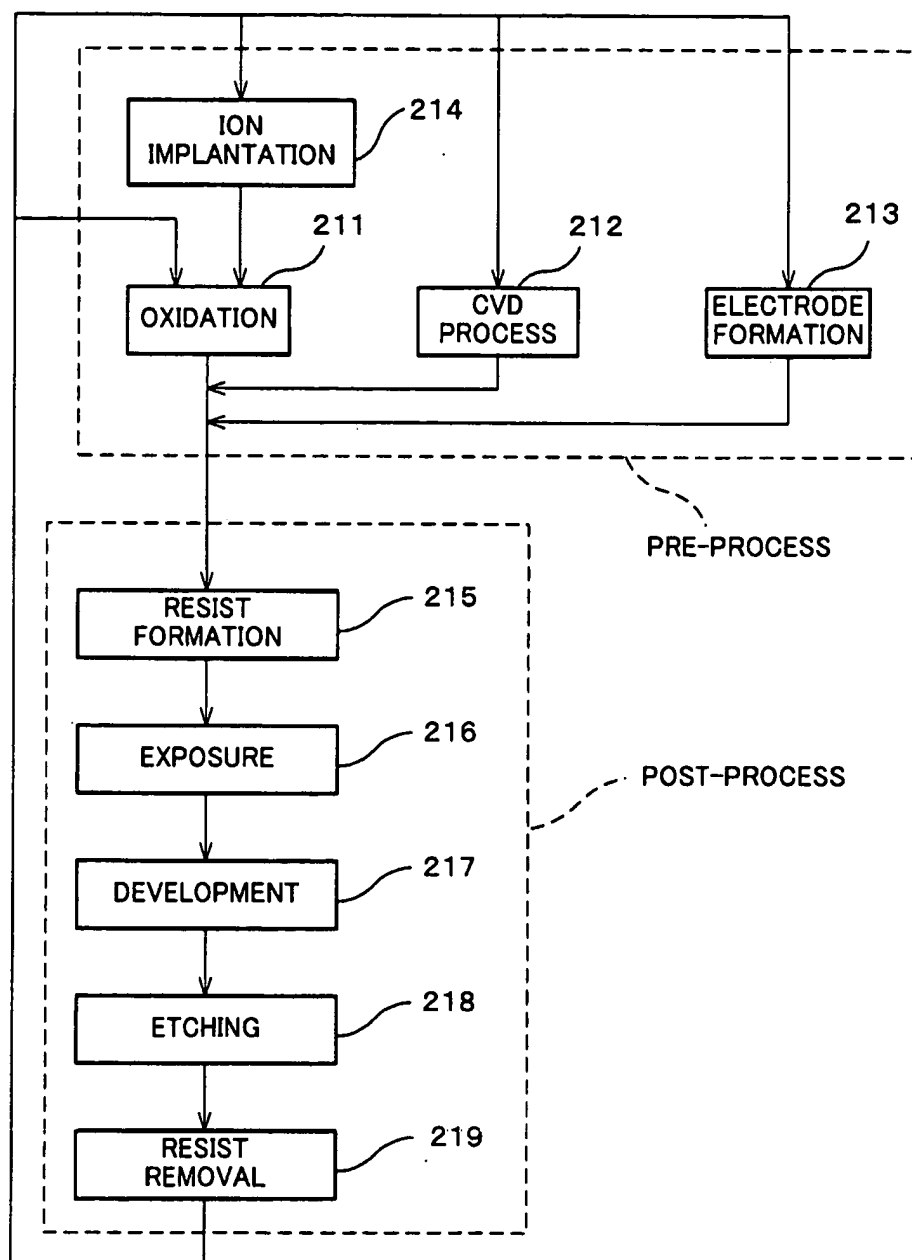 214
ION
IMPLANTATION
211
212
213
OXIDATION
CVD
PROCESS
ELECTRODE
FORMATION
PRE-PROCESS
215
RESIST
FORMATION
216
EXPOSURE
POST-PROCESS
217
DEVELOPMENT
218
ETCHING
219
RESIST
REMOVAL